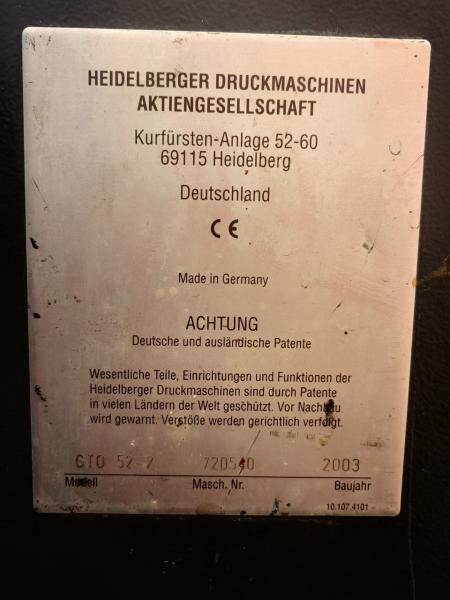 HEIDELBERGER DRUCKMASCHINEN
AKTIENGESELLSCHAFT
Kurfürsten-Anlage 52-60
69115 Heidelberg
Deutschland
CE
Made in Germany
ACHTUNG
Deutsche und ausländische Patente
Wesentliche Teile, Einrichtungen und Funktionen der
Heidelberger Druckmaschinen sind durch Patente
in vielen Ländern der Welt geschützt. Vor Nachbau
wird gewarnt. Verstöße werden gerichtlich verfolgt.
GTO 52-2 720540 2003
Modell Masch. Nr. Baujahr
10.107.4101